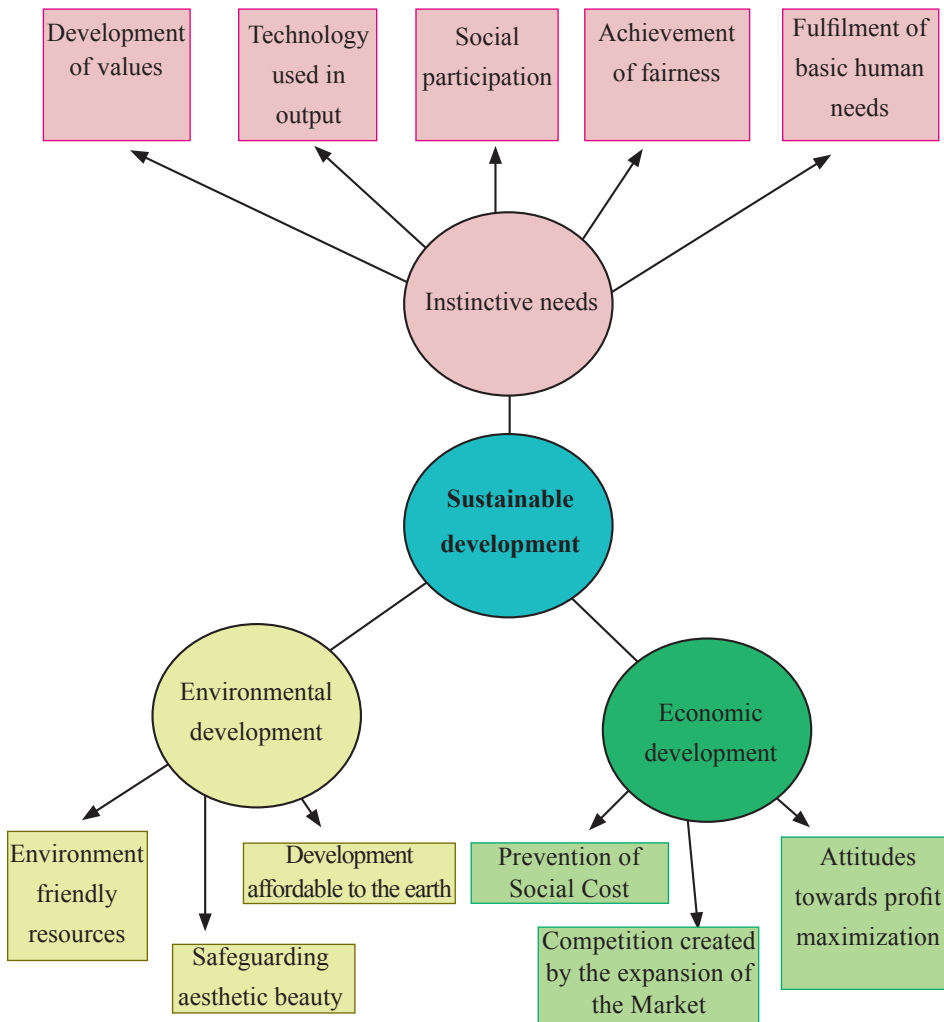 Development
of values
Technology
used in
output
Social
participation
Achievement
of fairness
Fulfilment of
basic human
needs
Instinctive needs
Sustainable
development
Environmental
development
Economic
development
Environment
friendly
resources
Development
affordable to the earth
Safeguarding
aesthetic beauty
Prevention of
Social Cost
Competition created
by the expansion of
the Market
Attitudes
towards profit
maximization